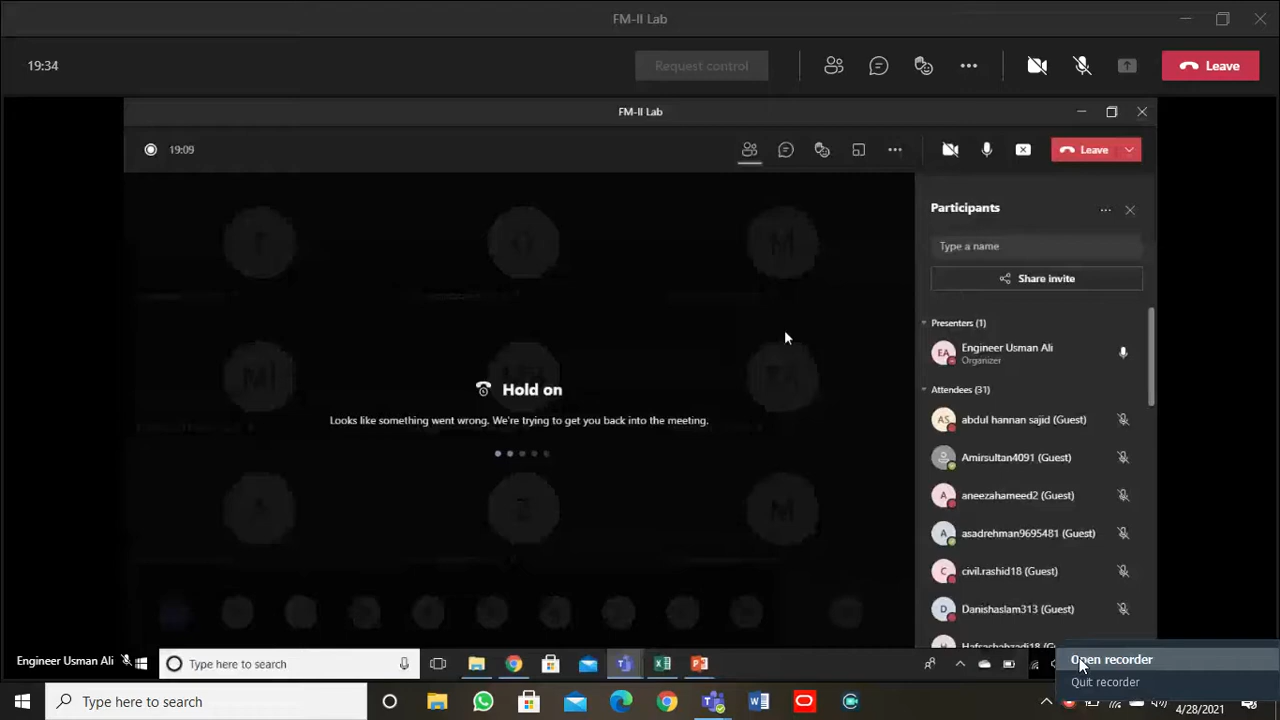 FM-II Lab
19:34
Request control
Leave
FM-II Lab
19:09
Leave
Participants
Type a name
Share invite
Presenters (1)
EA
Engineer Usman Ali
Organizer
Attendees (31)
AS
abdul hannan sajid (Guest)
Amirsultan4091 (Guest)
A
aneezahameed2 (Guest)
A
asadrehman9695481 (Guest)
C
civil.rashid18 (Guest)
D
Danishaslam313 (Guest)
M
MI
Z
M
Hold on
Looks like something went wrong. We're trying to get you back into the meeting.
Engineer Usman Ali
Type here to search
Open recorder
Quit recorder
Type here to search
4/28/2021